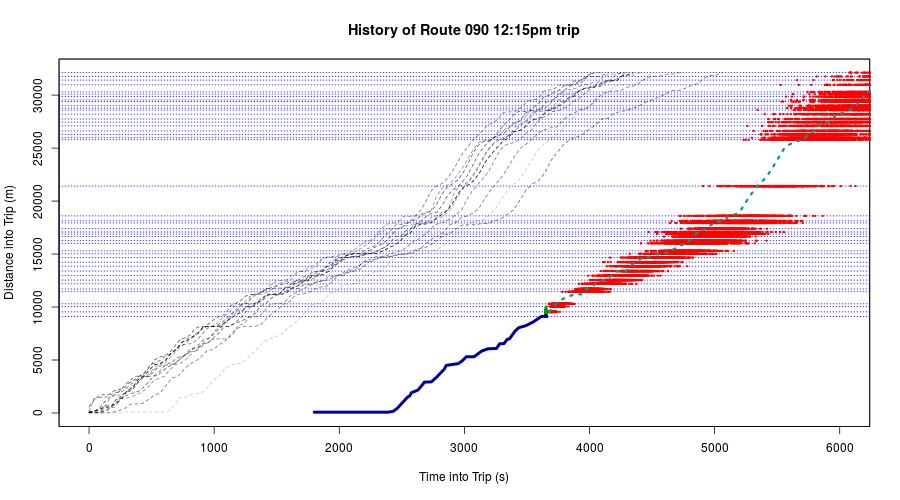 History of Route 090 12:15pm trip
Distance into Trip (m)
30000
25000
20000
15000
10000
5000
0
0 1000 2000 3000 4000 5000 6000
Time into Trip (s)